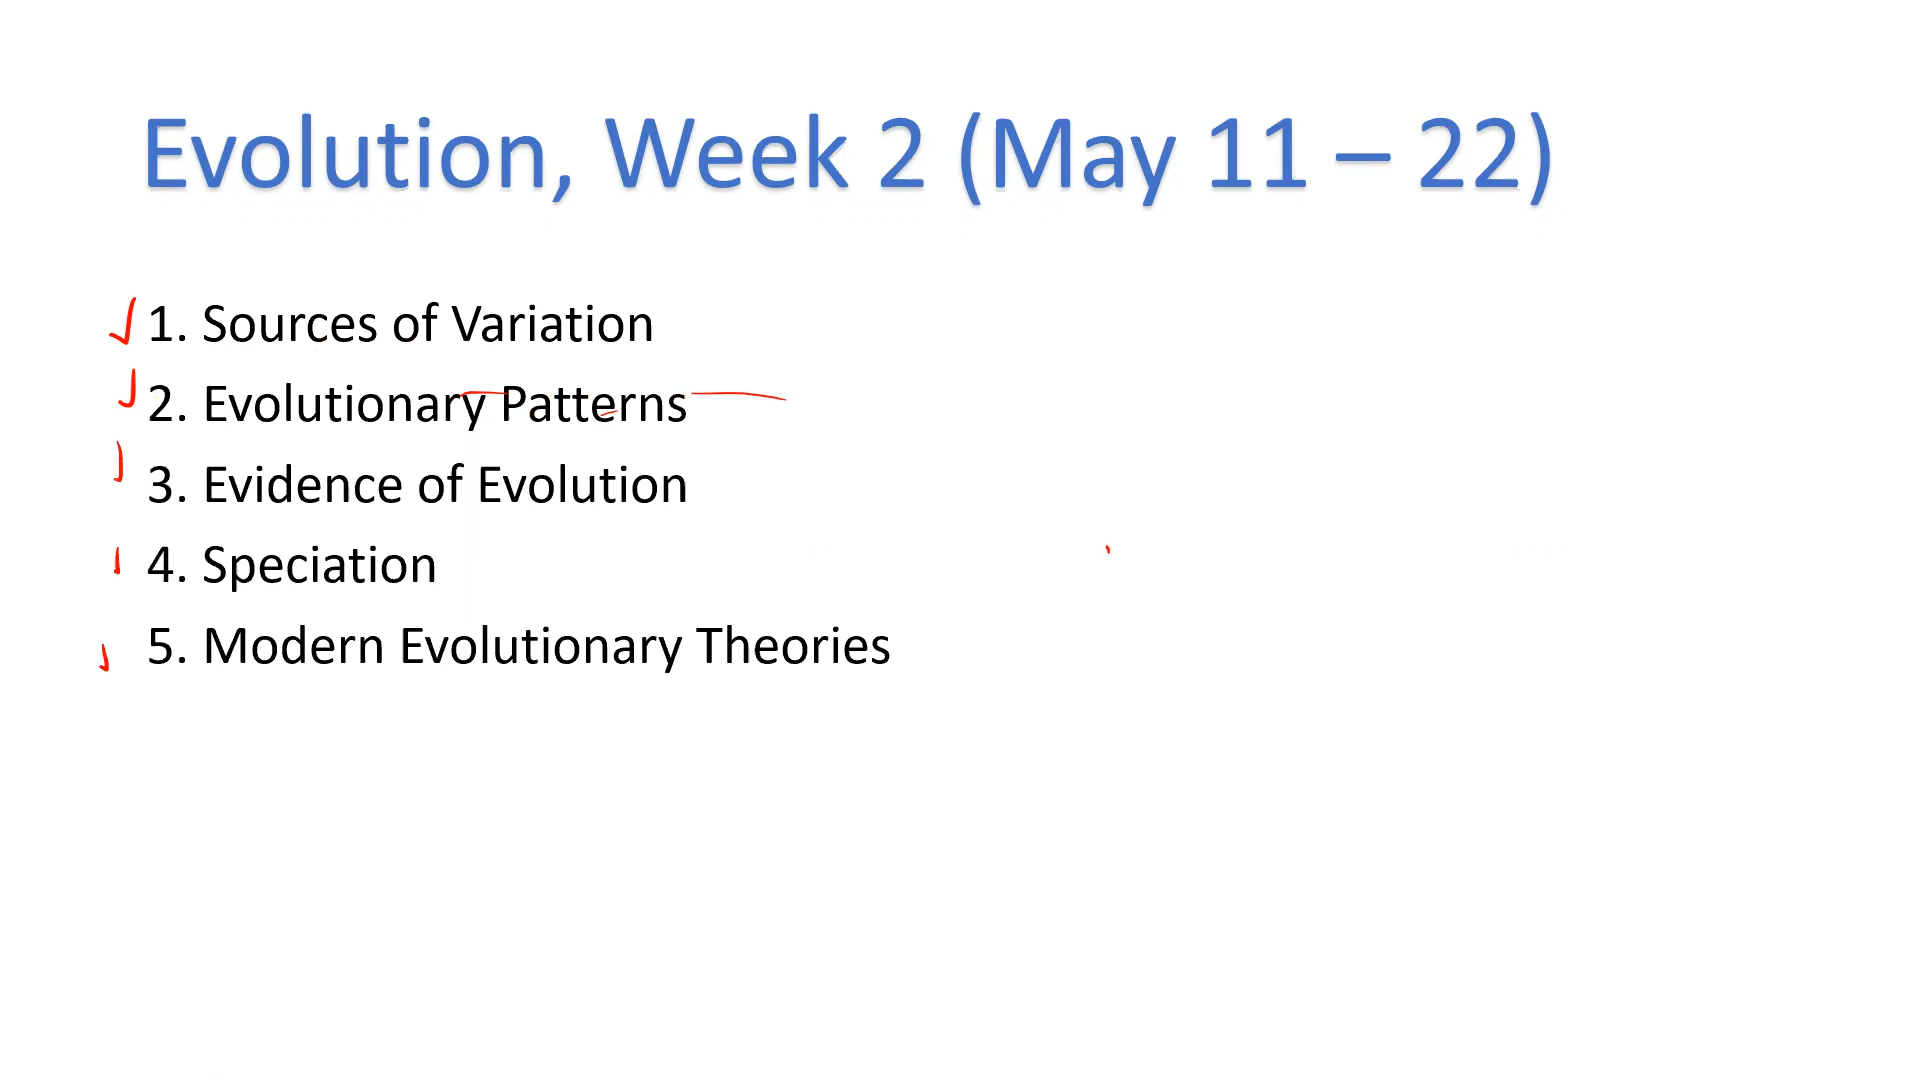 Evolution, Week 2 (May 11 – 22)
1. Sources of Variation
2. Evolutionary Patterns
3. Evidence of Evolution
4. Speciation
5. Modern Evolutionary Theories